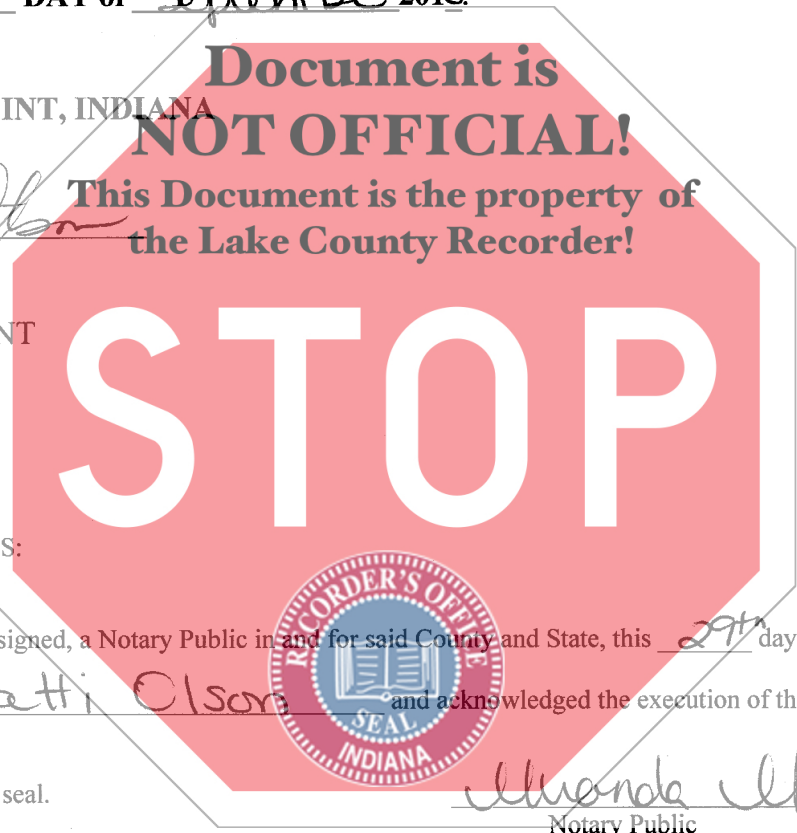 DAY of
Document is
INT, INDIANA
NOT OFFICIAL!
This Document is the property of
the Lake County Recorder!
NT
STOP
S:
RECORDER'S OFFICE
signed, a Notary Public in and for said County and State, this 29th day
atti Olson and acknowledged the execution of th
SEAL
INDIANA
seal.
Notary Public